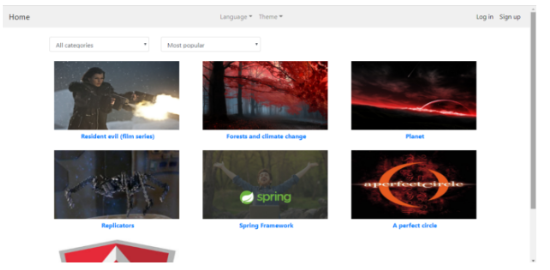 Home Language Theme Log in Sign up
All categories Most popular
Resident evil (film series) Forests and climate change Planet
spring
aperfectcircle
Replicators Spring Framework A perfect circle